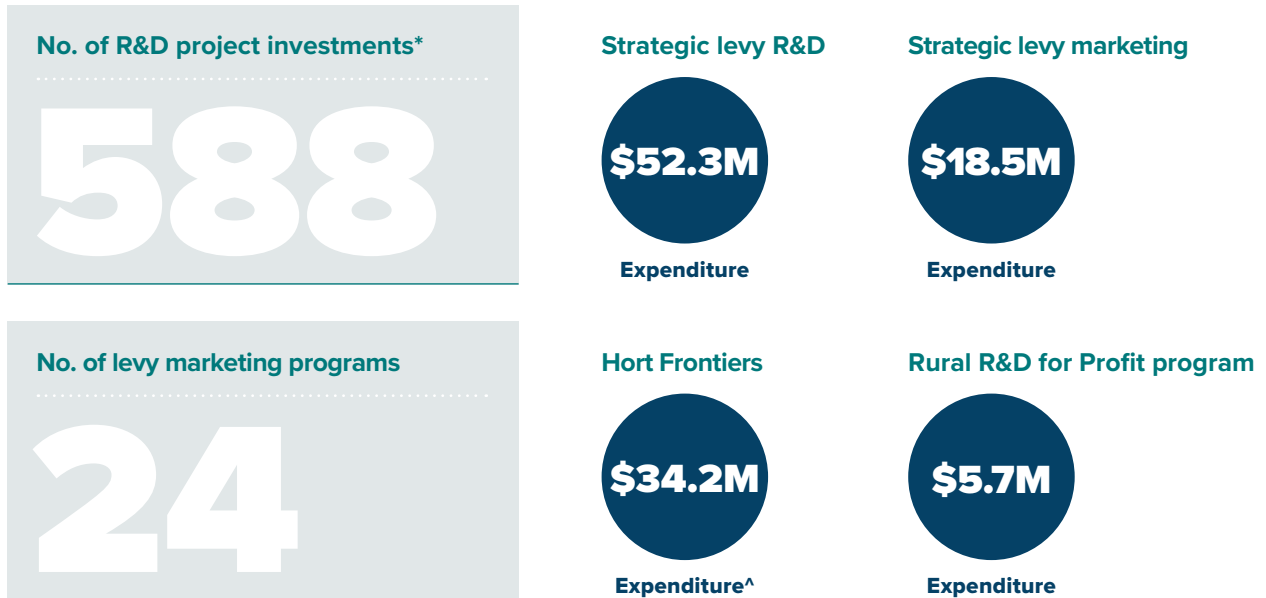 No. of R&D project investments*
588
Strategic levy R&D
$52.3M
Expenditure
Strategic levy marketing
$18.5M
Expenditure
No. of levy marketing programs
24
Hort Frontiers
$34.2M
Expenditure^
Rural R&D for Profit program
$5.7M
Expenditure